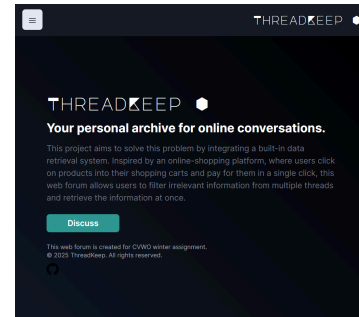 THREADKEEP
THREADKEEP
Your personal archive for online conversations.
This project aims to solve this problem by integrating a built-in data
retrieval system. Inspired by an online-shopping platform, where users click
on products into their shopping carts and pay for them in a single click, this
web forum allows users to filter irrelevant information from multiple threads
and retrieve the information at once.
Discuss
This web forum is created for CVWO winter assignment.
© 2025 ThreadKeep. All rights reserved.